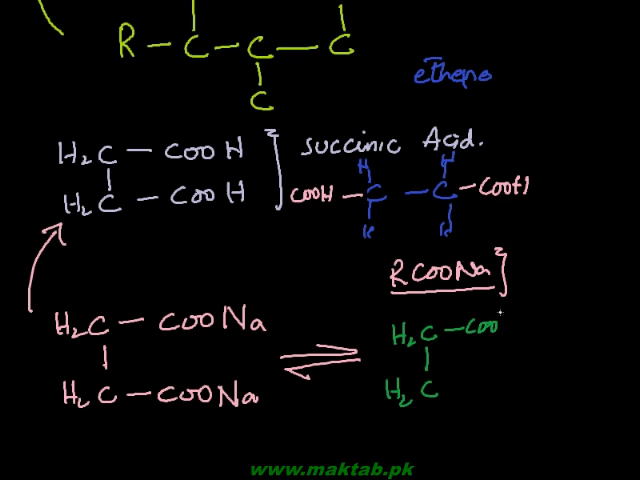 R — C — C — C
C
ethene
H₂C — COOH
H₂C — COOH
succinic Acid.
H H
COOH — C — C — COOH
H H
RCOONa
H₂C — COONa
H₂C — COONa
H₂C — COO
H₂C
www.maktab.pk